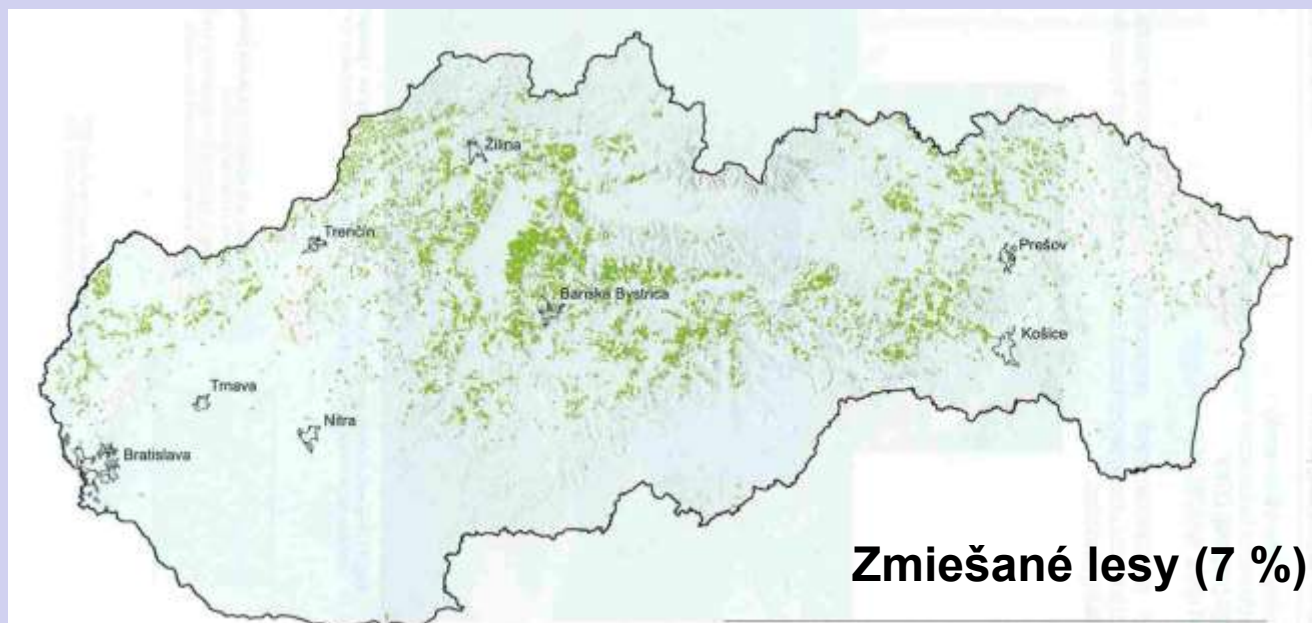 Žilina
Trenčín
Prešov
Banská Bystrica
Košice
Trnava
Nitra
Bratislava
Zmiešané lesy (7 %)